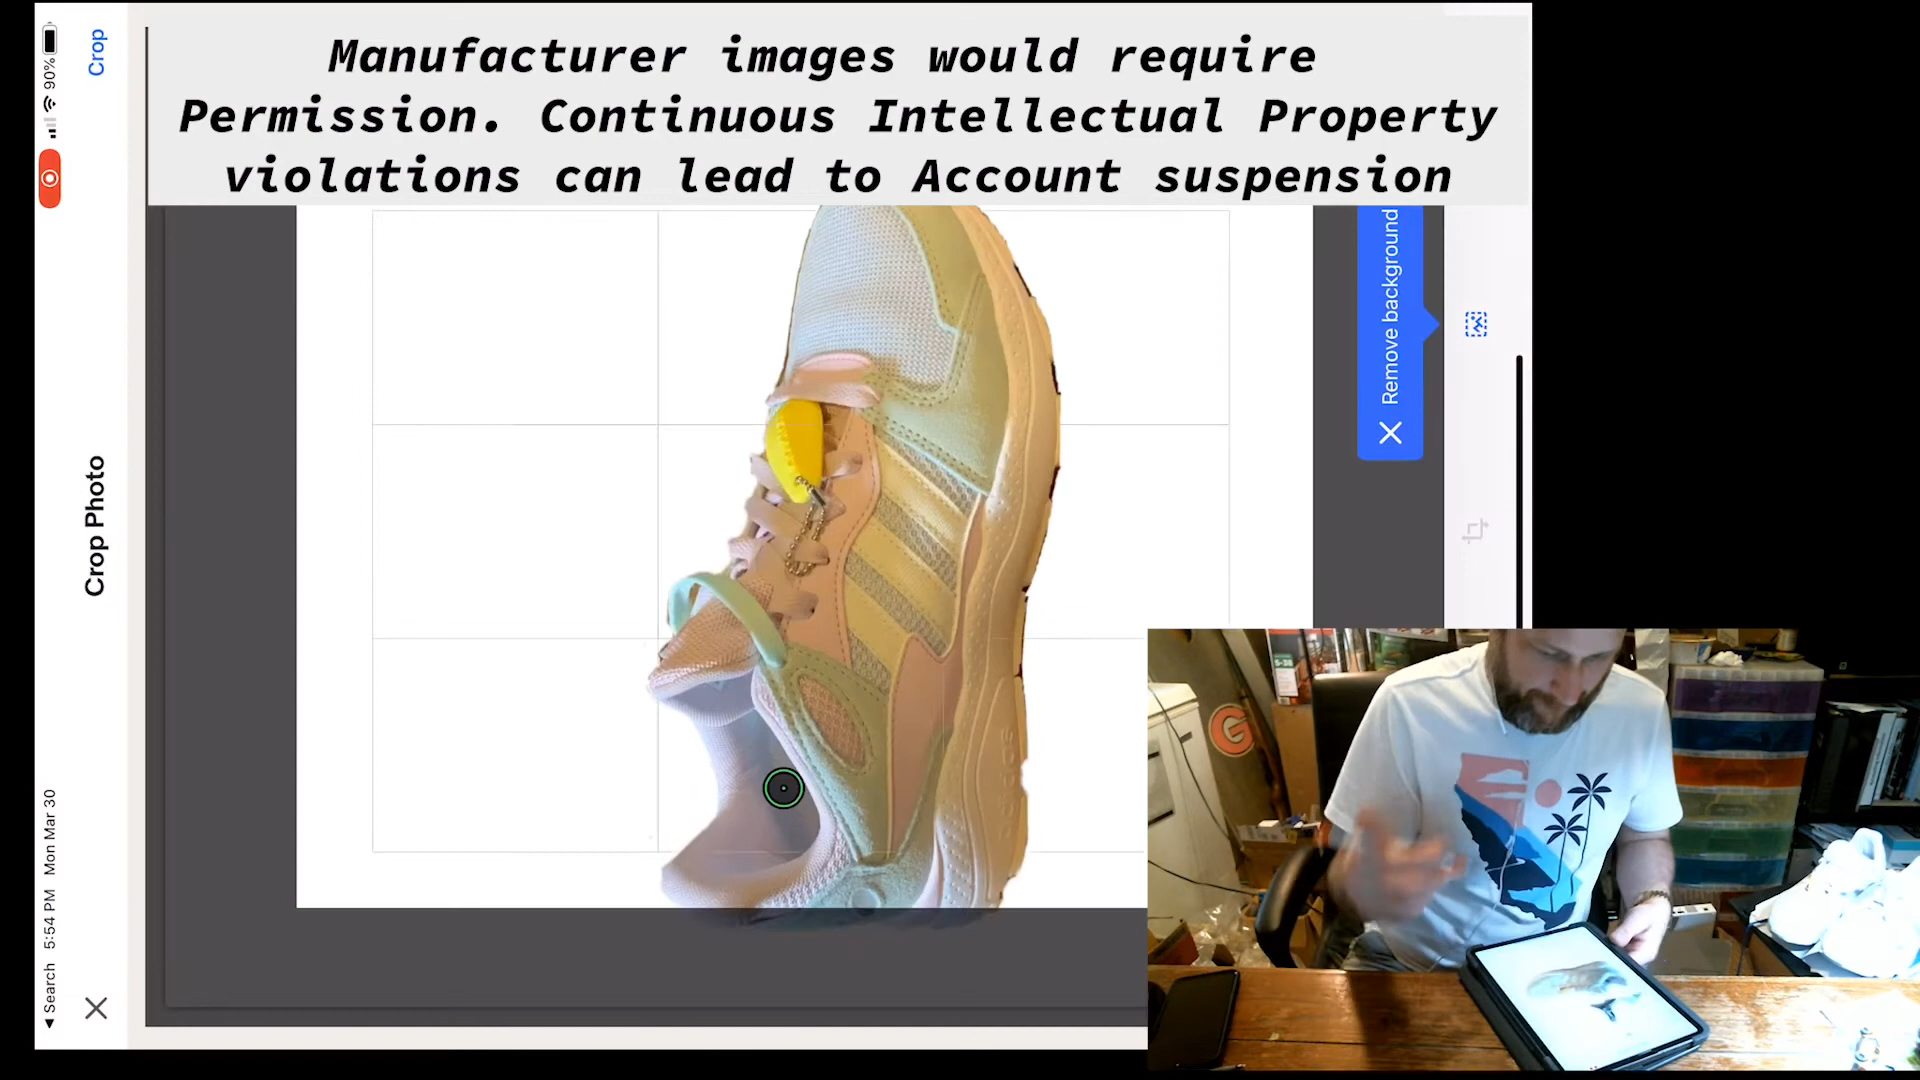 Manufacturer images would require
Permission. Continuous Intellectual Property
violations can lead to Account suspension
90%
Crop
Crop Photo
Search 5:54 PM Mon Mar 30
Remove background
G